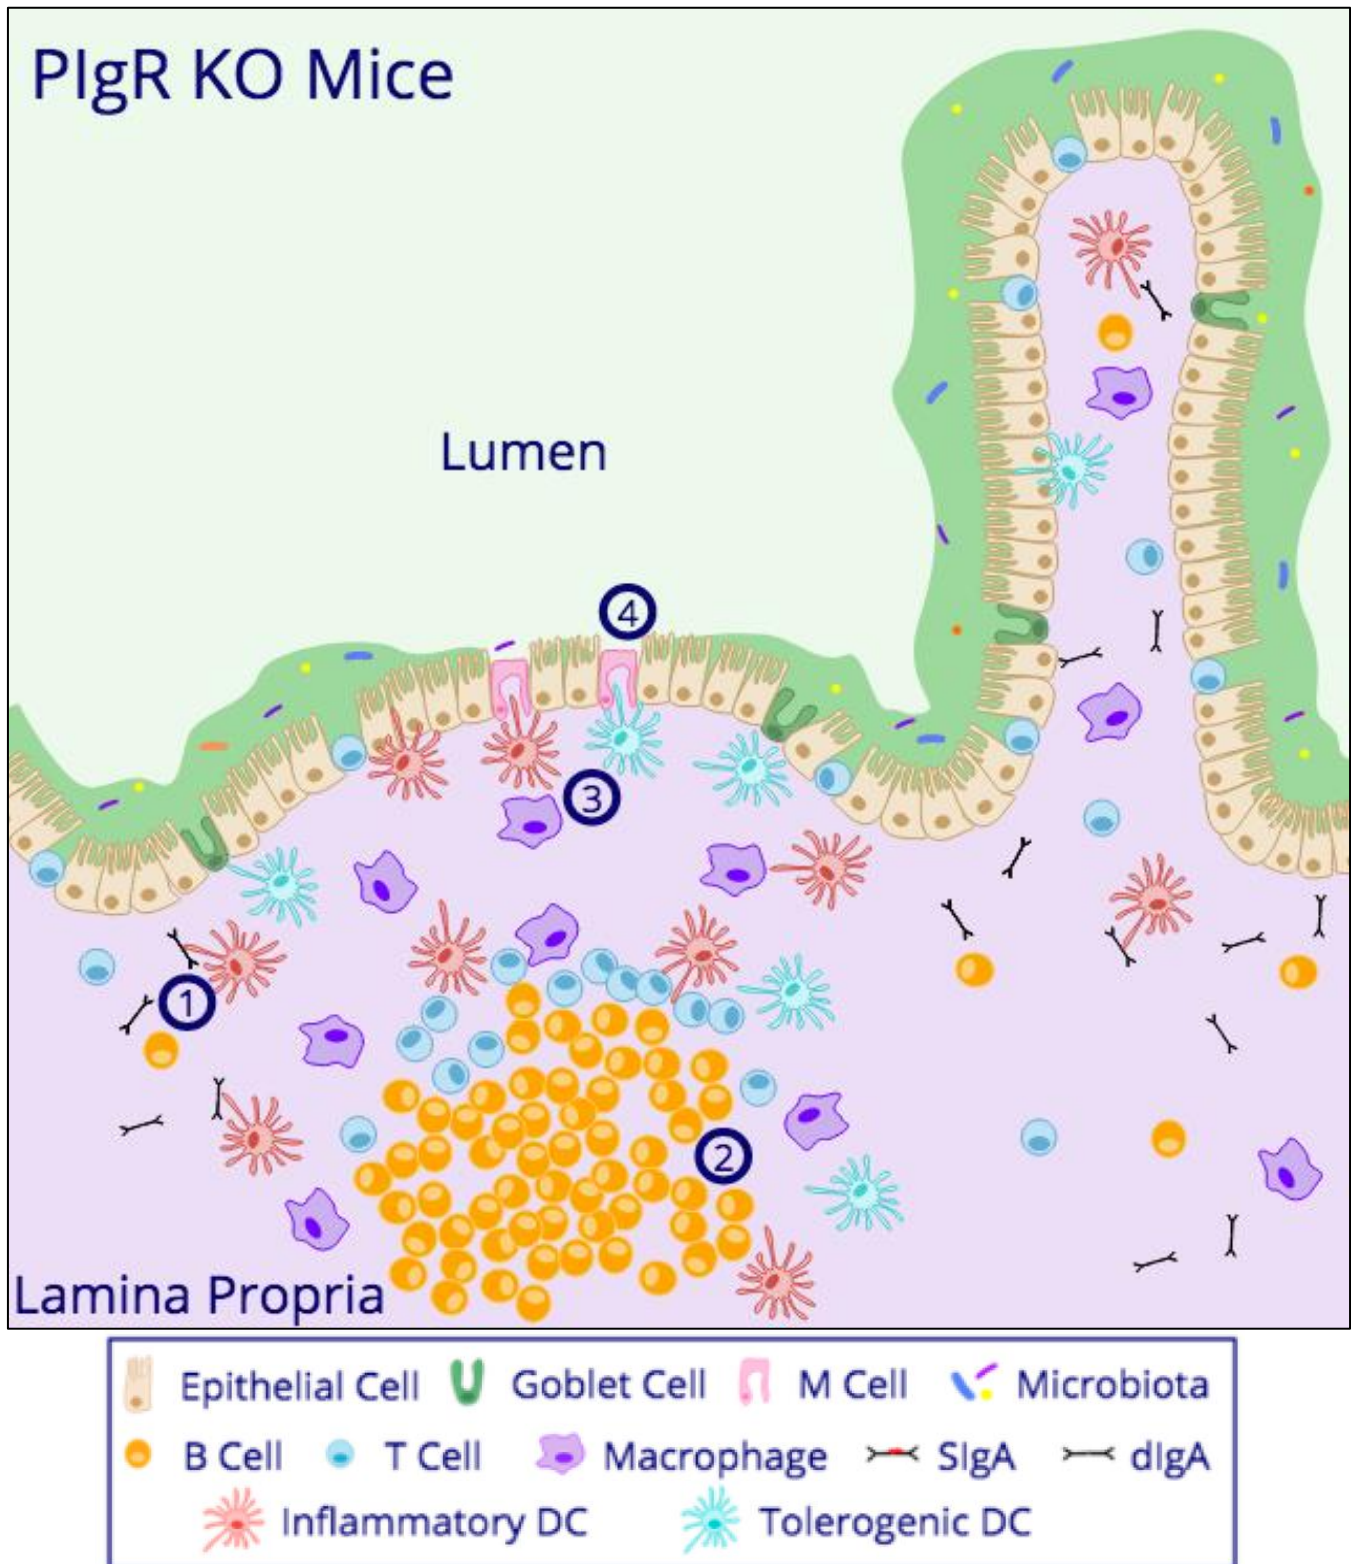 PIgR KO Mice
Lumen
4
3
1
2
Lamina Propria
Epithelial Cell Goblet Cell M Cell Microbiota
B Cell T Cell Macrophage SIgA dIgA
Inflammatory DC Tolerogenic DC